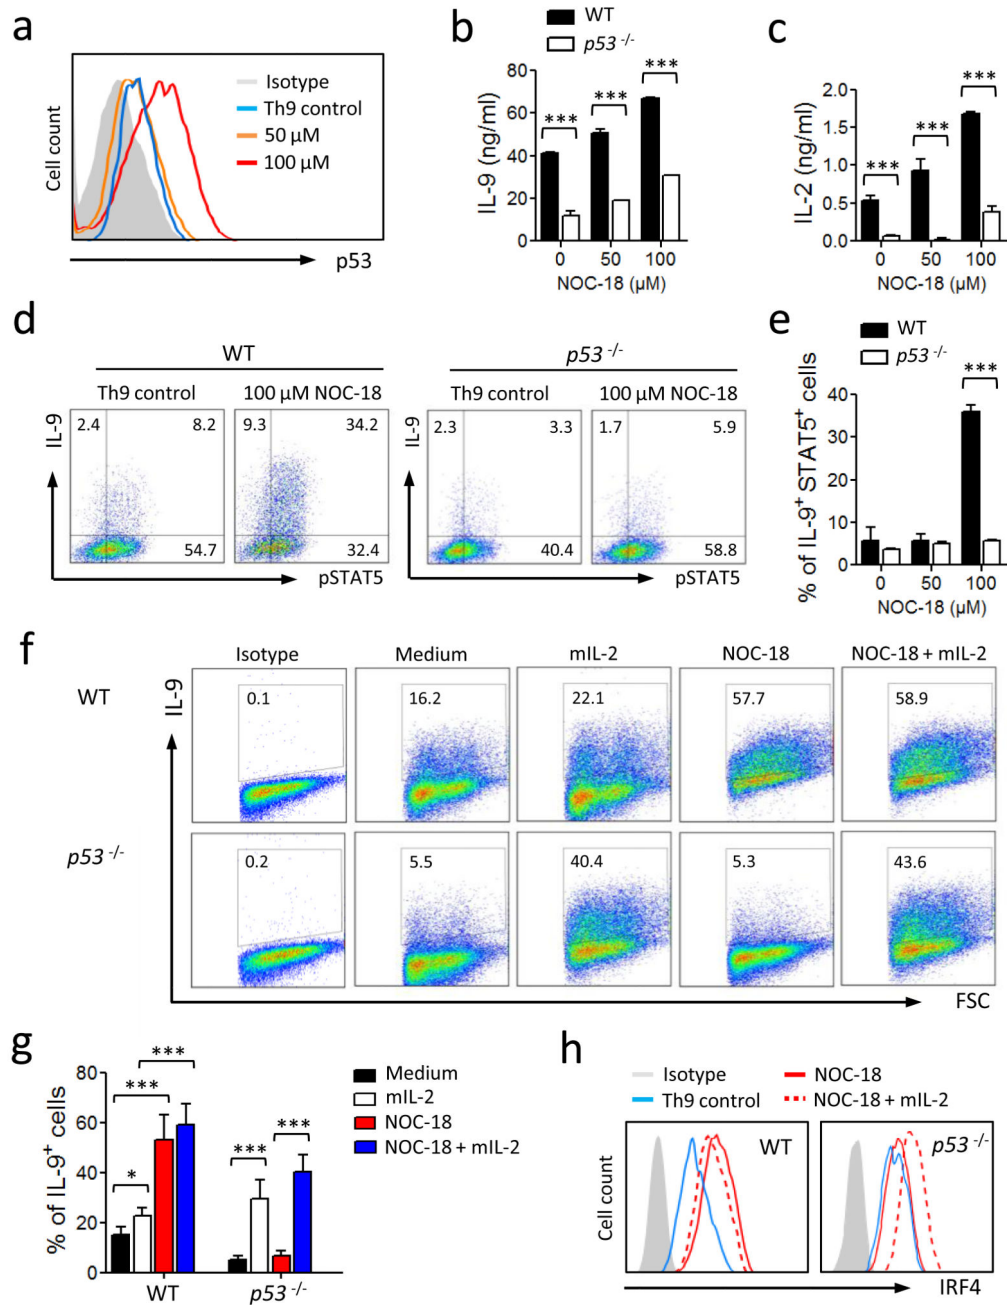 a
Isotype
Th9 control
50 µM
100 µM
Cell count
p53
b
WT
p53 -/-
80
60
40
20
0
IL-9 (ng/ml)
***
***
***
0 50 100
NOC-18 (µM)
c
2.0
1.5
1.0
0.5
0.0
IL-2 (ng/ml)
***
***
***
0 50 100
NOC-18 (µM)
d
WT
p53 -/-
Th9 control
100 µM NOC-18
Th9 control
100 µM NOC-18
IL-9
2.4 8.2
54.7
9.3 34.2
32.4
pSTAT5
IL-9
2.3 3.3
40.4
1.7 5.9
58.8
pSTAT5
e
WT
p53 -/-
40
30
20
10
0
% of IL-9+ STAT5+ cells
***
0 50 100
NOC-18 (µM)
f
Isotype Medium mIL-2 NOC-18 NOC-18 + mIL-2
WT
IL-9
0.1 16.2 22.1 57.7 58.9
p53 -/-
0.2 5.5 40.4 5.3 43.6
FSC
g
80
60
40
20
0
% of IL-9+ cells
*
***
***
***
***
WT p53 -/-
Medium
mIL-2
NOC-18
NOC-18 + mIL-2
h
Isotype
Th9 control
NOC-18
NOC-18 + mIL-2
WT
p53 -/-
Cell count
IRF4